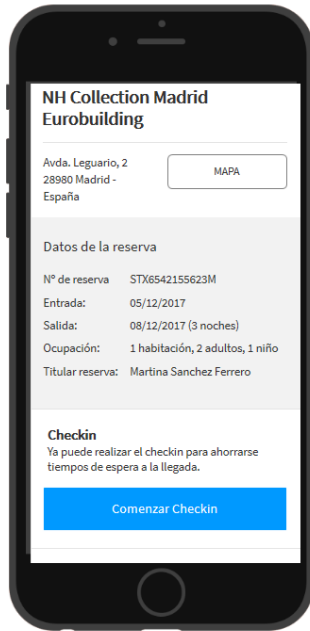 NH Collection Madrid
Eurobuilding
Avda. Leguario, 2
28980 Madrid -
España
MAPA
Datos de la reserva
Nº de reserva STX6542155623M
Entrada: 05/12/2017
Salida: 08/12/2017 (3 noches)
Ocupación: 1 habitación, 2 adultos, 1 niño
Titular reserva: Martina Sanchez Ferrero
Checkin
Ya puede realizar el checkin para ahorrarse
tiempos de espera a la llegada.
Comenzar Checkin